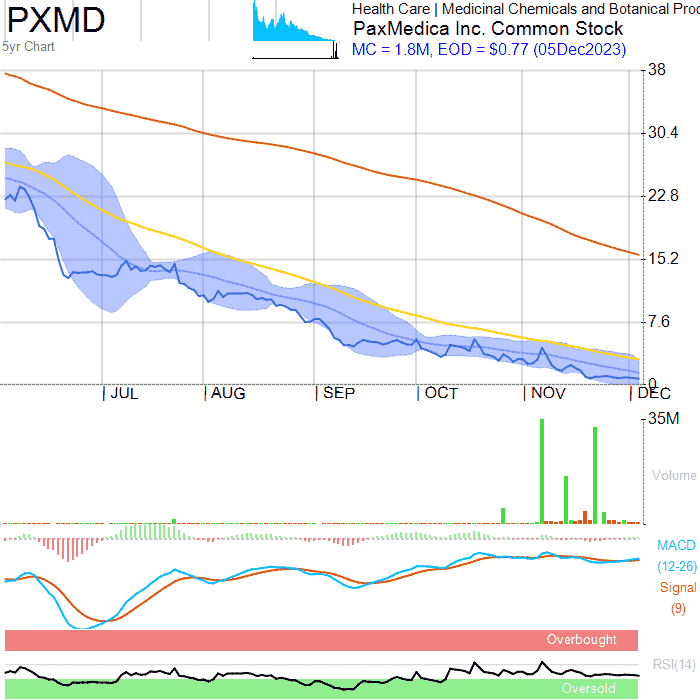 PXMD
5yr Chart
Health Care | Medicinal Chemicals and Botanical Proc
PaxMedica Inc. Common Stock
MC = 1.8M, EOD = $0.77 (05Dec2023)
38
30.4
22.8
15.2
7.6
0
JUL AUG SEP OCT NOV DEC
35M
Volume
MACD
(12-26)
Signal
(9)
Overbought
RSI(14)
Oversold